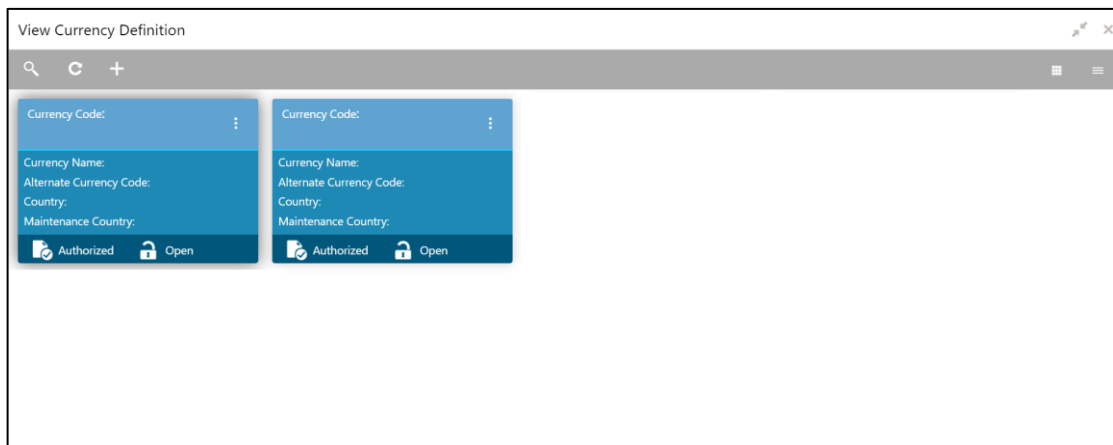 View Currency Definition
Currency Code:
Currency Name:
Alternate Currency Code:
Country:
Maintenance Country:
Authorized Open
Currency Code:
Currency Name:
Alternate Currency Code:
Country:
Maintenance Country:
Authorized Open